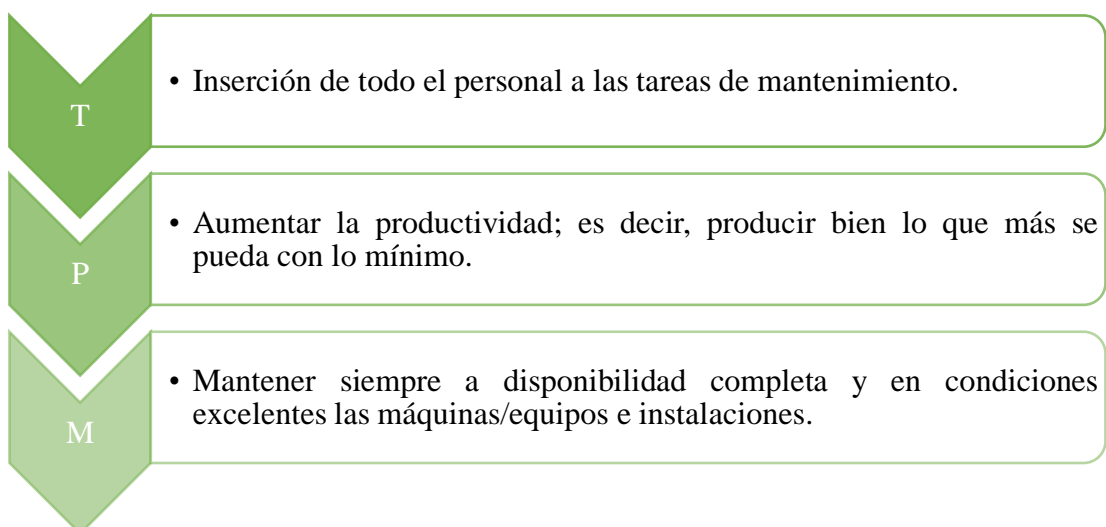 T
• Inserción de todo el personal a las tareas de mantenimiento.
P
• Aumentar la productividad; es decir, producir bien lo que más se
pueda con lo mínimo.
M
• Mantener siempre a disponibilidad completa y en condiciones
excelentes las máquinas/equipos e instalaciones.